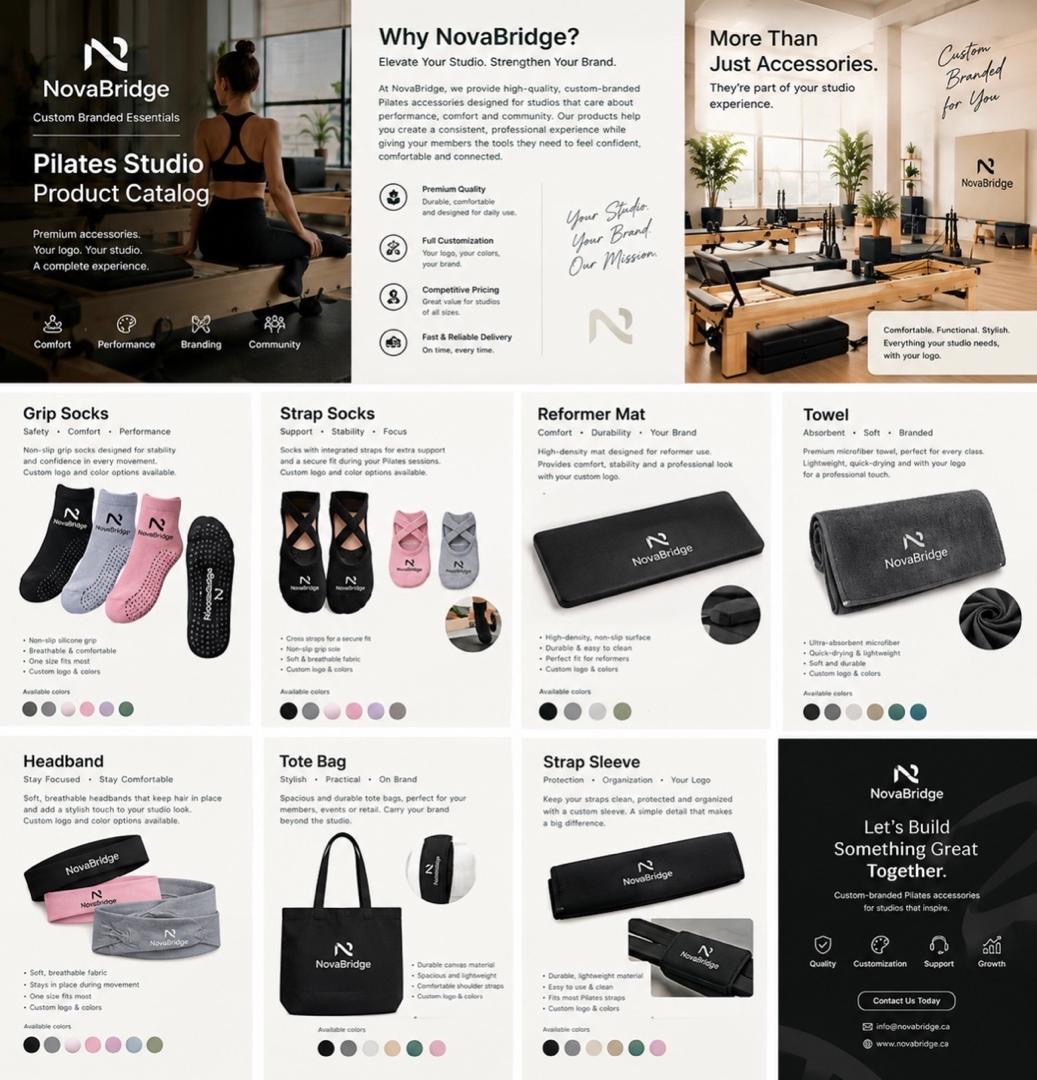 NovaBridge
Custom Branded Essentials
Pilates Studio
Product Catalog
Premium accessories.
Your logo. Your studio.
A complete experience.
Comfort
Performance
Branding
Community
Why NovaBridge?
Elevate Your Studio. Strengthen Your Brand.
At NovaBridge, we provide high-quality, custom-branded
Pilates accessories designed for studios that care about
performance, comfort and community. Our products help
you create a consistent, professional experience while
giving your members the tools they need to feel confident,
comfortable and connected.
Premium Quality
Durable, comfortable
and designed for daily use.
Full Customization
Your logo, your colors,
your brand.
Competitive Pricing
Great value for studios
of all sizes.
Fast & Reliable Delivery
On time, every time.
Your Studio.
Your Brand.
Our Mission.
More Than
Just Accessories.
They're part of your studio
experience.
Custom
Branded
for You
NovaBridge
Comfortable. Functional. Stylish.
Everything your studio needs,
with your logo.
Grip Socks
Safety • Comfort • Performance
Non-slip grip socks designed for stability
and confidence in every movement.
Custom logo and color options available.
NovaBridge
NovaBridge
NovaBridge
NovaBridge
• Non-slip silicone grip
• Breathable & comfortable
• One size fits most
• Custom logo & colors
Available colors
Strap Socks
Support • Stability • Focus
Socks with integrated straps for extra support
and a secure fit during your Pilates sessions.
Custom logo and color options available.
NovaBridge
NovaBridge
NovaBridge
NovaBridge
• Cross straps for a secure fit
• Non-slip grip sole
• Soft & breathable fabric
• Custom logo & colors
Available colors
Reformer Mat
Comfort • Durability • Your Brand
High-density mat designed for reformer use.
Provides comfort, stability and a professional look
with your custom logo.
NovaBridge
• High-density, non-slip surface
• Durable & easy to clean
• Perfect fit for reformers
• Custom logo & colors
Available colors
Towel
Absorbent • Soft • Branded
Premium microfiber towel, perfect for every class.
Lightweight, quick-drying and with your logo
for a professional touch.
NovaBridge
• Ultra-absorbent microfiber
• Quick-drying & lightweight
• Soft and durable
• Custom logo & colors
Available colors
Headband
Stay Focused • Stay Comfortable
Soft, breathable headbands that keep hair in place
and add a stylish touch to your studio look.
Custom logo and color options available.
NovaBridge
NovaBridge
NovaBridge
• Soft, breathable fabric
• Stays in place during movement
• One size fits most
• Custom logo & colors
Available colors
Tote Bag
Stylish • Practical • On Brand
Spacious and durable tote bags, perfect for your
members, events or retail. Carry your brand
beyond the studio.
NovaBridge
• Durable canvas material
• Spacious and lightweight
• Comfortable shoulder straps
• Custom logo & colors
Available colors
Strap Sleeve
Protection • Organization • Your Logo
Keep your straps clean, protected and organized
with a custom sleeve. A simple detail that makes
a big difference.
NovaBridge
NovaBridge
• Durable, lightweight material
• Easy to use & clean
• Fits most Pilates straps
• Custom logo & colors
Available colors
NovaBridge
Let's Build
Something Great
Together.
Custom-branded Pilates accessories
for studios that inspire.
Quality
Customization
Support
Growth
Contact Us Today
info@novabridge.ca
www.novabridge.ca